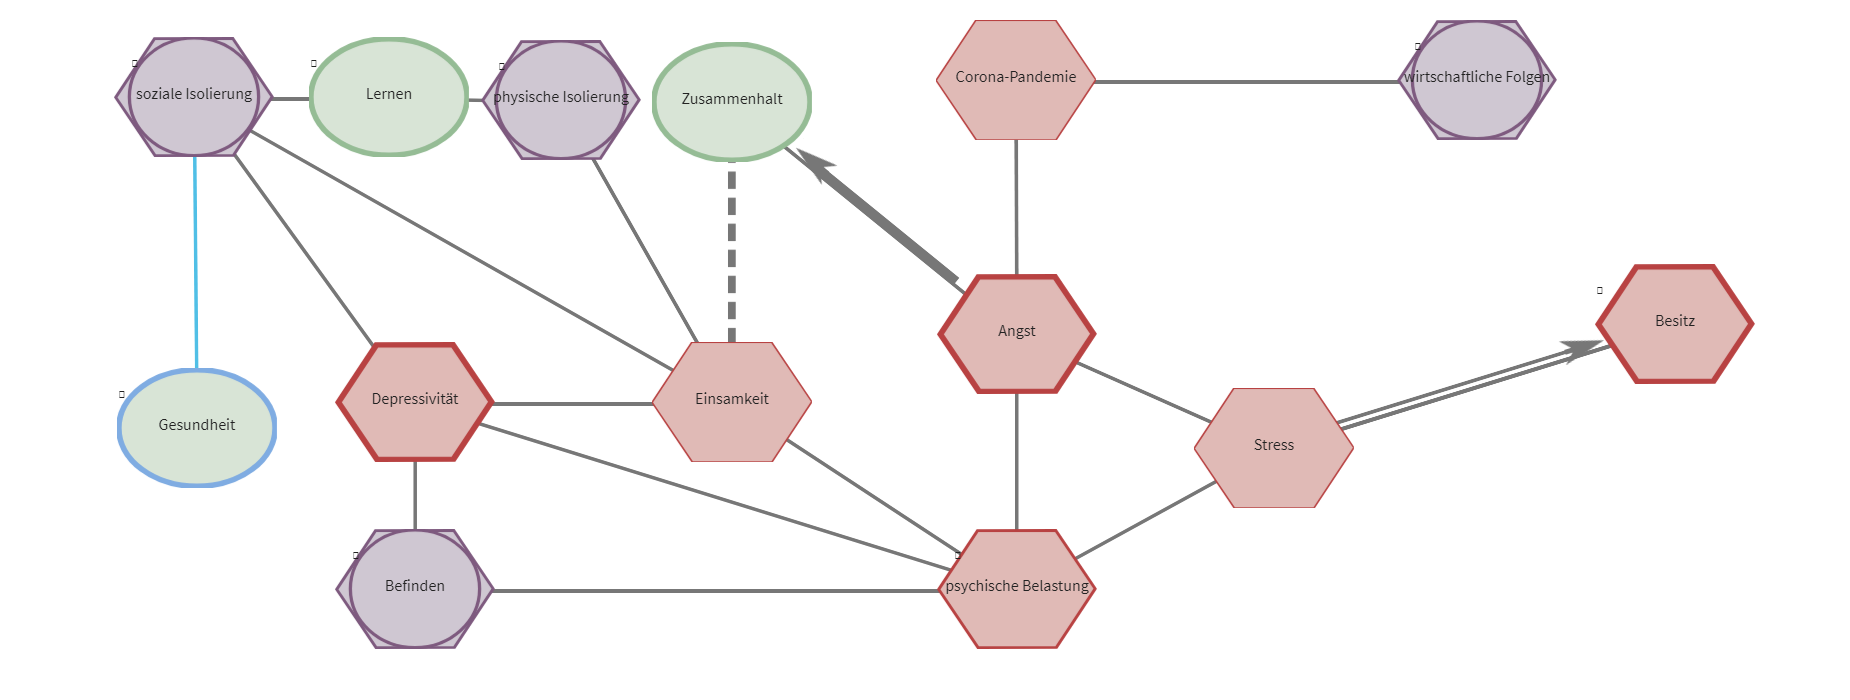 soziale Isolierung
Lernen
physische Isolierung
Zusammenhalt
Corona-Pandemie
wirtschaftliche Folgen
Angst
Besitz
Depressivität
Einsamkeit
Gesundheit
Stress
Befinden
psychische Belastung